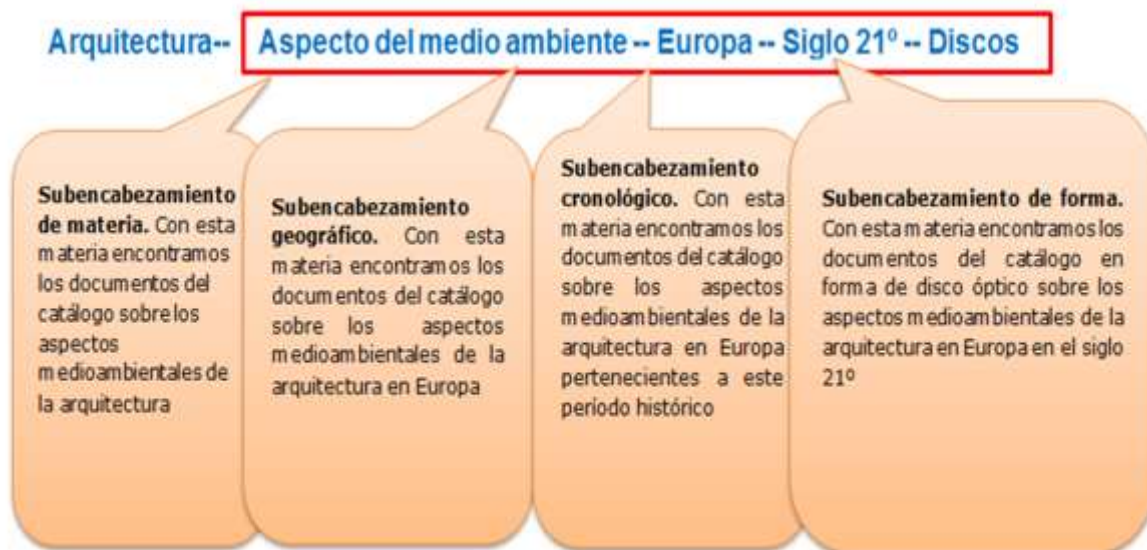 Arquitectura-- Aspecto del medio ambiente -- Europa -- Siglo 21º -- Discos
Subencabezamiento
de materia. Con esta
materia encontramos
los documentos del
catálogo sobre los
aspectos
medioambientales de
la arquitectura
Subencabezamiento
geográfico. Con esta
materia encontramos los
documentos del catálogo
sobre los aspectos
medioambientales de la
arquitectura en Europa
Subencabezamiento
cronológico. Con esta
materia encontramos los
documentos del catálogo
sobre los aspectos
medioambientales de la
arquitectura en Europa
pertenecientes a este
período histórico
Subencabezamiento de forma.
Con esta materia encontramos los
documentos del catálogo en
forma de disco óptico sobre los
aspectos medioambientales de la
arquitectura en Europa en el siglo
21º